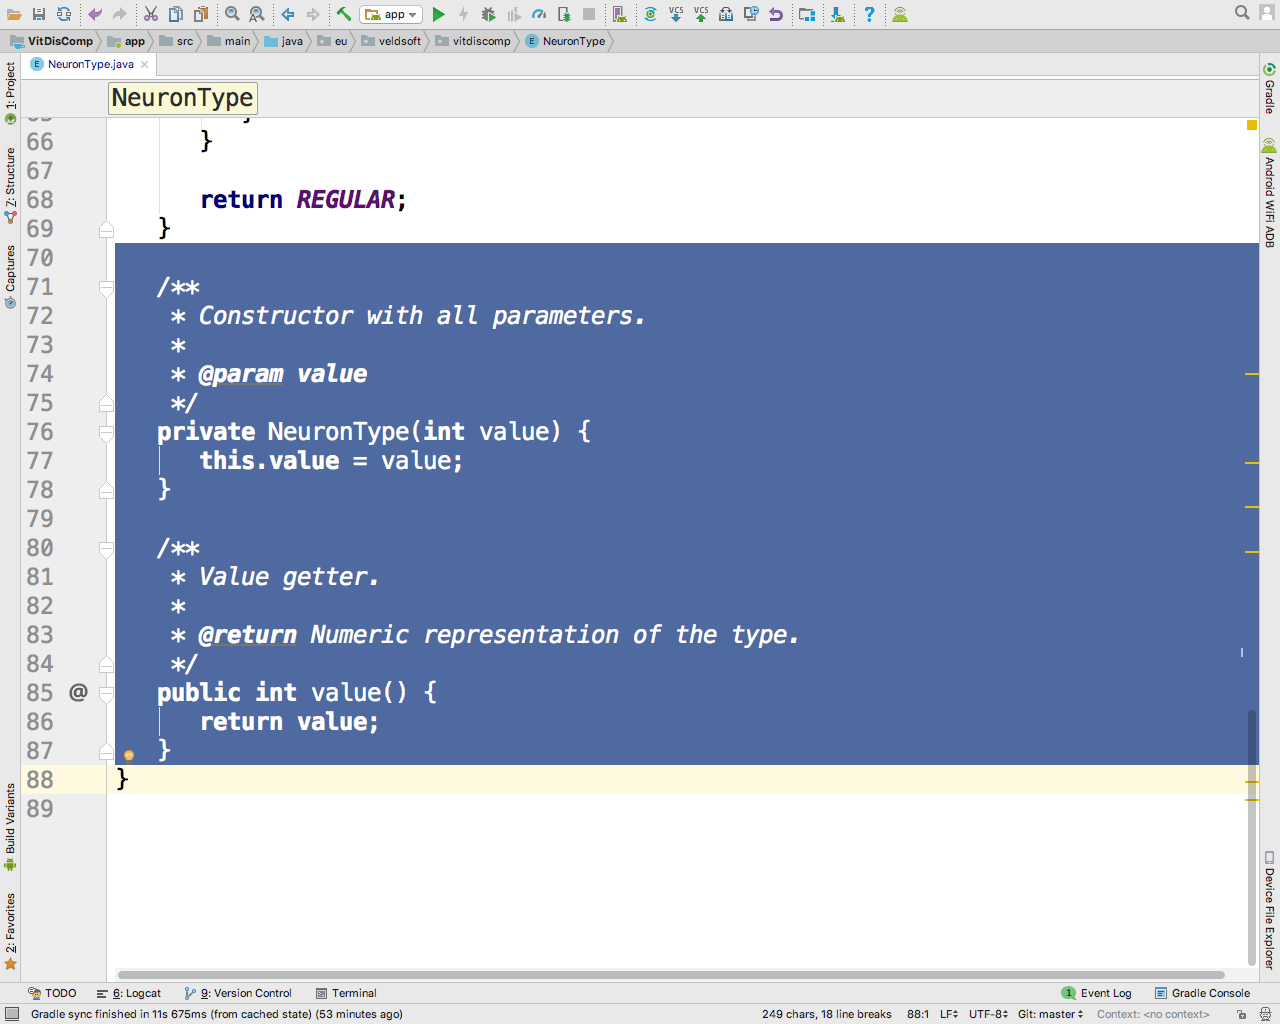 app
VCS VCS
VitDisComp app src main java eu veldsoft vitdiscomp NeuronType
NeuronType.java
NeuronType
66 }
67
68 return REGULAR;
69 }
70
71 /**
72 * Constructor with all parameters.
73 *
74 * @param value
75 */
76 private NeuronType(int value) {
77 this.value = value;
78 }
79
80 /**
81 * Value getter.
82 *
83 * @return Numeric representation of the type.
84 */
85 @ public int value() {
86 return value;
87 }
88 }
89
1: Project
7: Structure
Captures
Build Variants
2: Favorites
Gradle
Android WiFi ADB
Device File Explorer
TODO 6: Logcat 9: Version Control Terminal 1 Event Log Gradle Console
Gradle sync finished in 11s 675ms (from cached state) (53 minutes ago) 249 chars, 18 line breaks 88:1 LF UTF-8 Git: master Context: <no context>